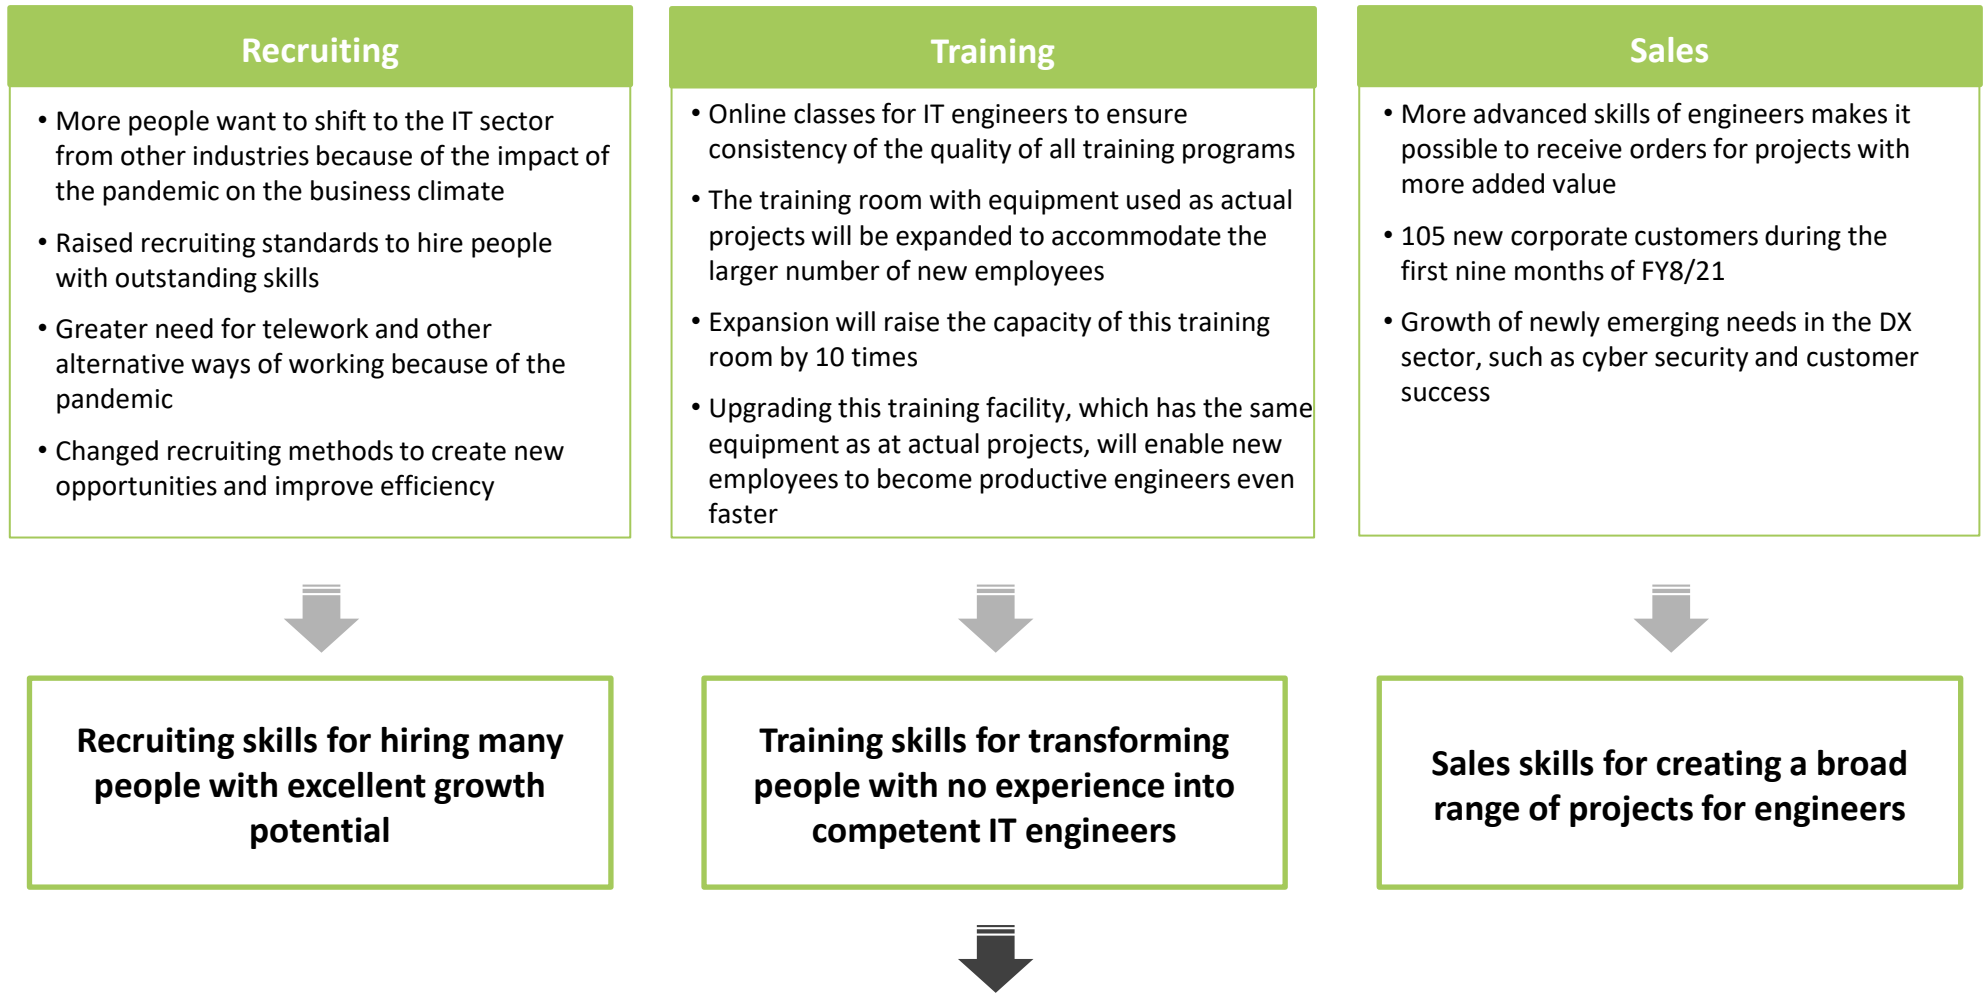 Recruiting
• More people want to shift to the IT sector
from other industries because of the impact of
the pandemic on the business climate
• Raised recruiting standards to hire people
with outstanding skills
• Greater need for telework and other
alternative ways of working because of the
pandemic
• Changed recruiting methods to create new
opportunities and improve efficiency
Recruiting skills for hiring many
people with excellent growth
potential
Training
• Online classes for IT engineers to ensure
consistency of the quality of all training programs
• The training room with equipment used as actual
projects will be expanded to accommodate the
larger number of new employees
• Expansion will raise the capacity of this training
room by 10 times
• Upgrading this training facility, which has the same
equipment as at actual projects, will enable new
employees to become productive engineers even
faster
Training skills for transforming
people with no experience into
competent IT engineers
Sales
• More advanced skills of engineers makes it
possible to receive orders for projects with
more added value
• 105 new corporate customers during the
first nine months of FY8/21
• Growth of newly emerging needs in the DX
sector, such as cyber security and customer
success
Sales skills for creating a broad
range of projects for engineers